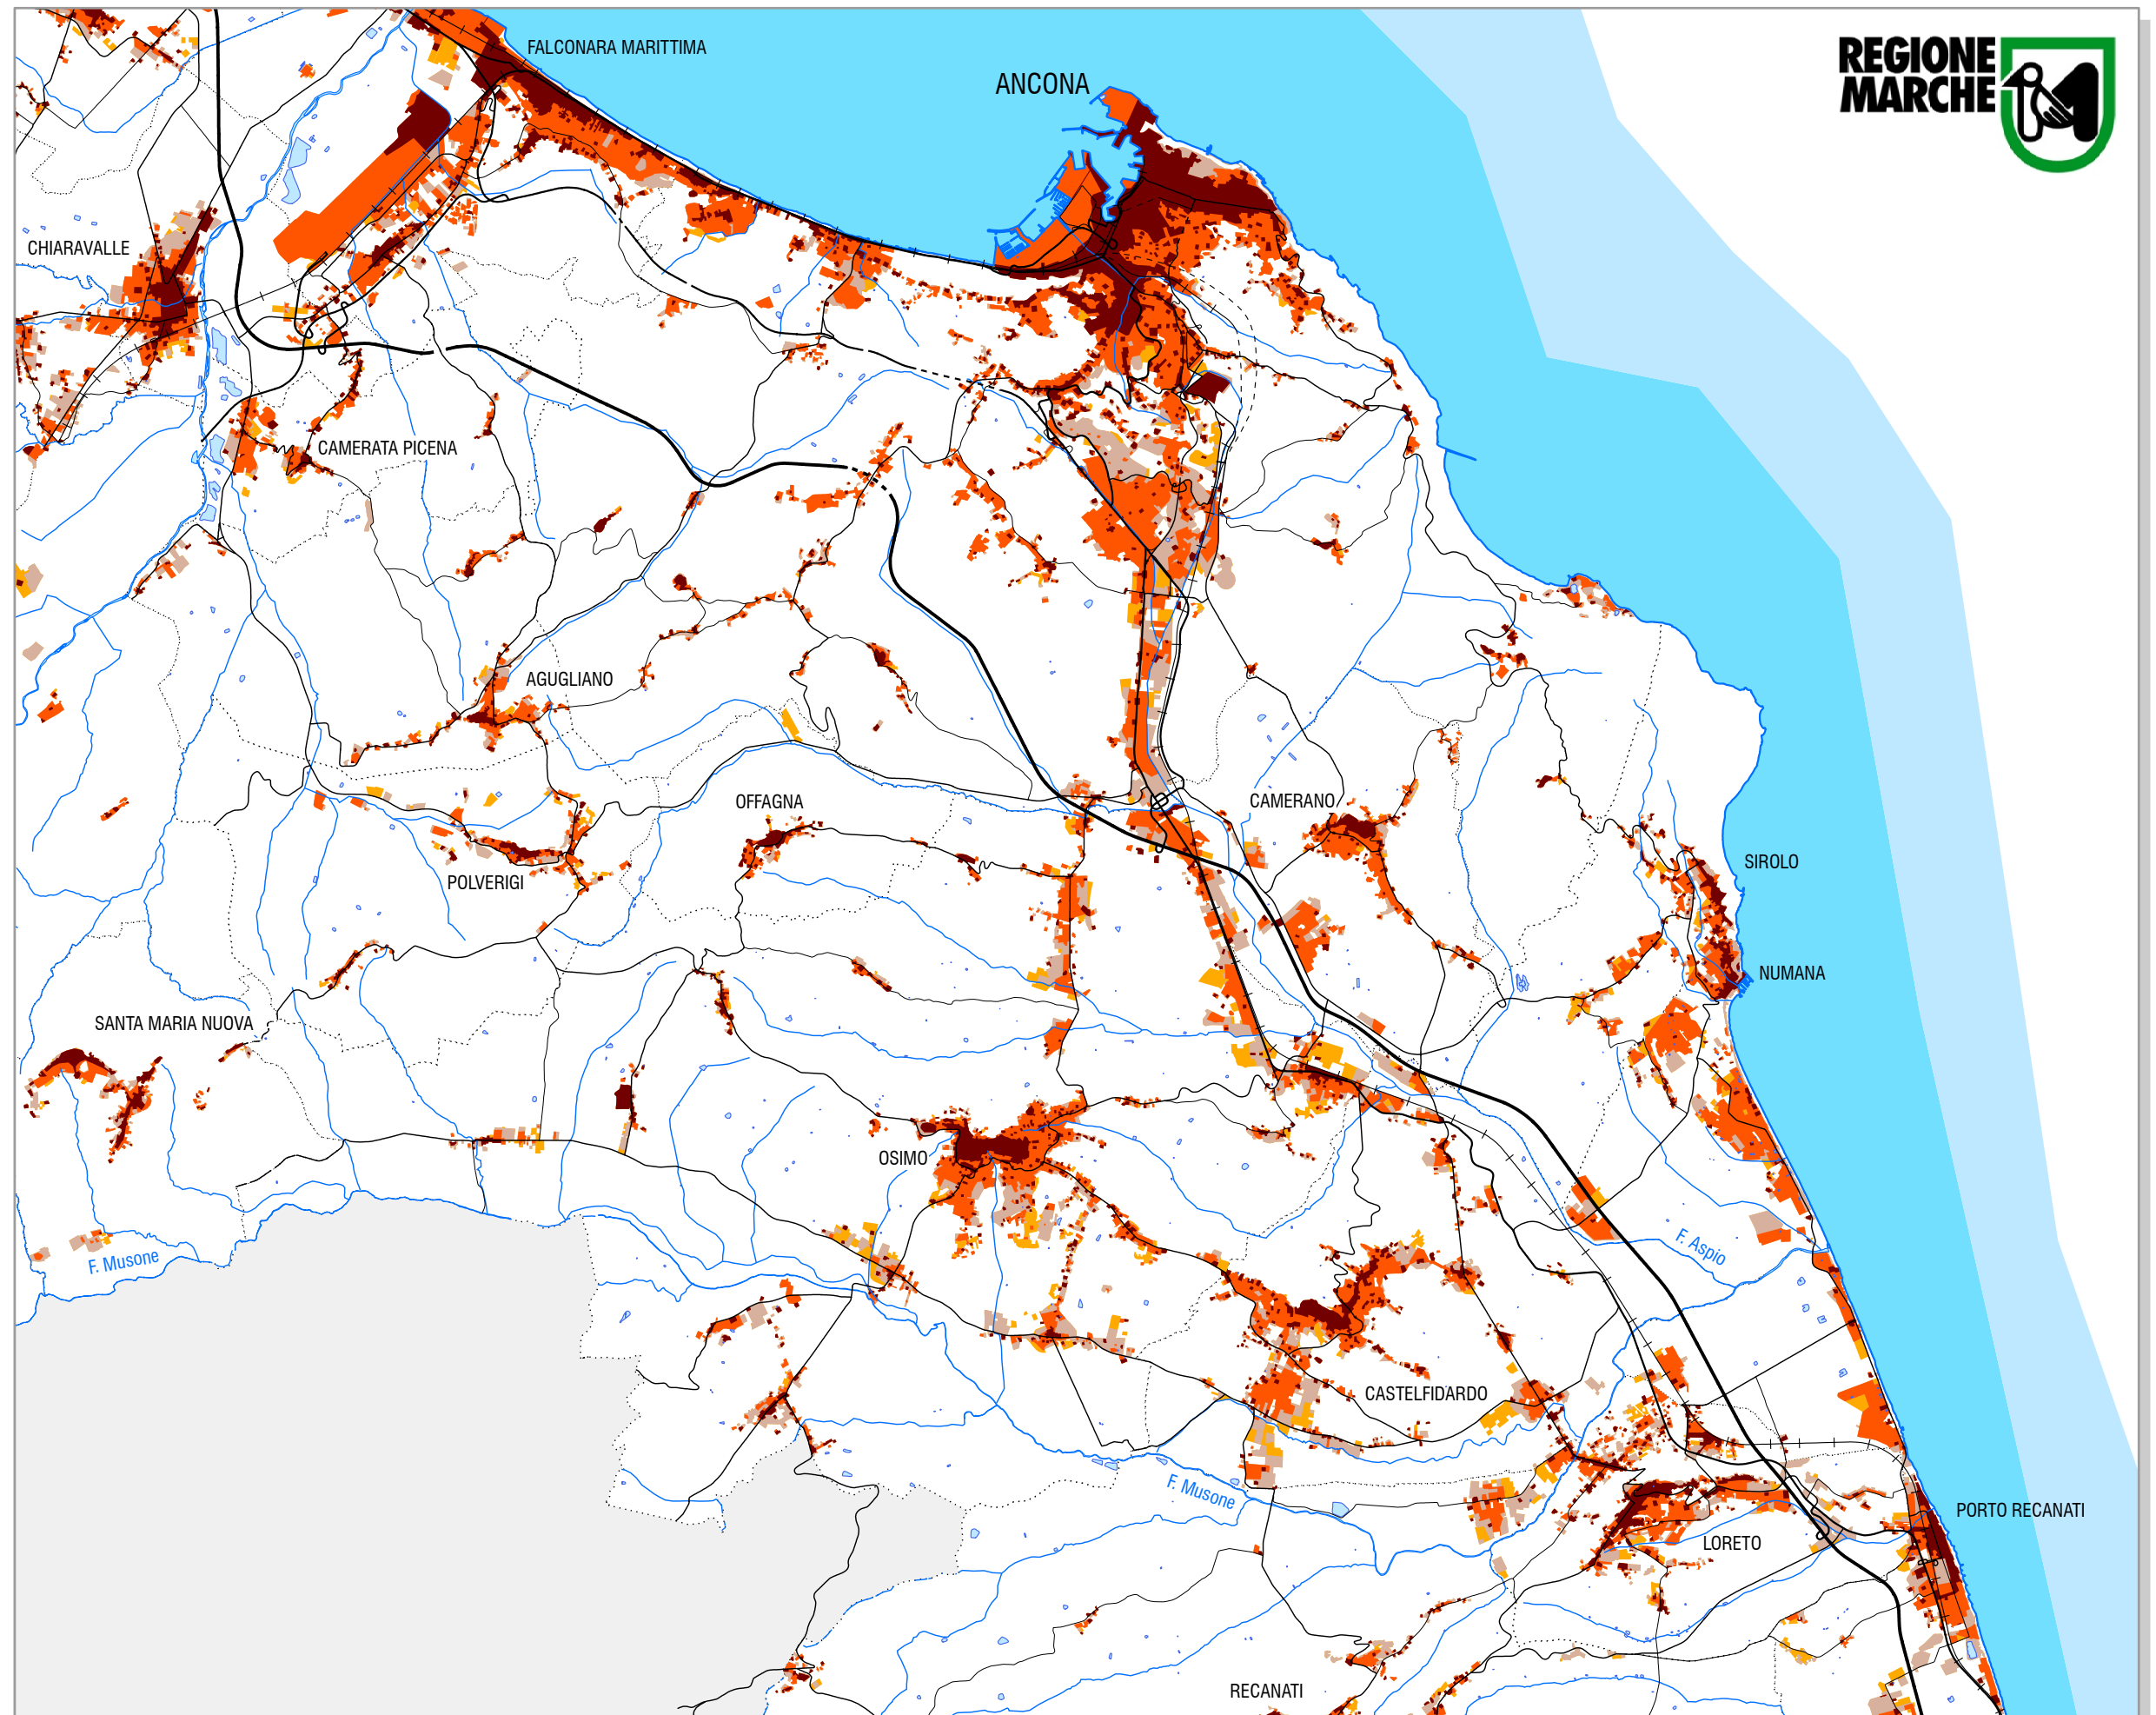 FALCONARA MARITTIMA
ANCONA
REGIONE
MARCHE
CHIARAVALLE
CAMERATA PICENA
AGUGLIANO
OFFAGNA
CAMERANO
POLVERIGI
SIROLO
NUMANA
SANTA MARIA NUOVA
OSIMO
F. Musone
F. Aspio
CASTELFIDARDO
F. Musone
PORTO RECANATI
LORETO
RECANATI